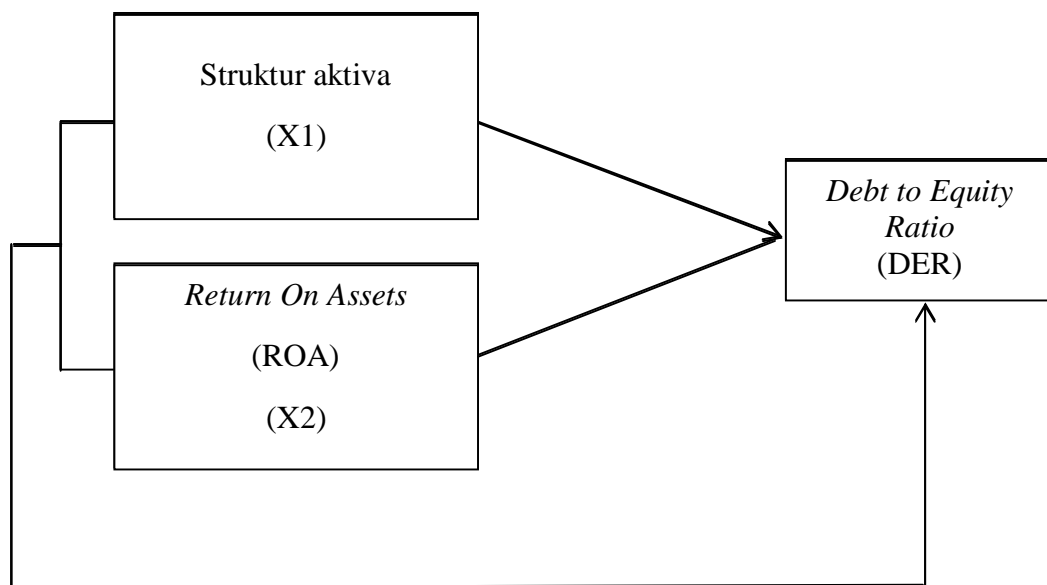 Struktur aktiva
(X1)
Return On Assets
(ROA)
(X2)
Debt to Equity
Ratio
(DER)